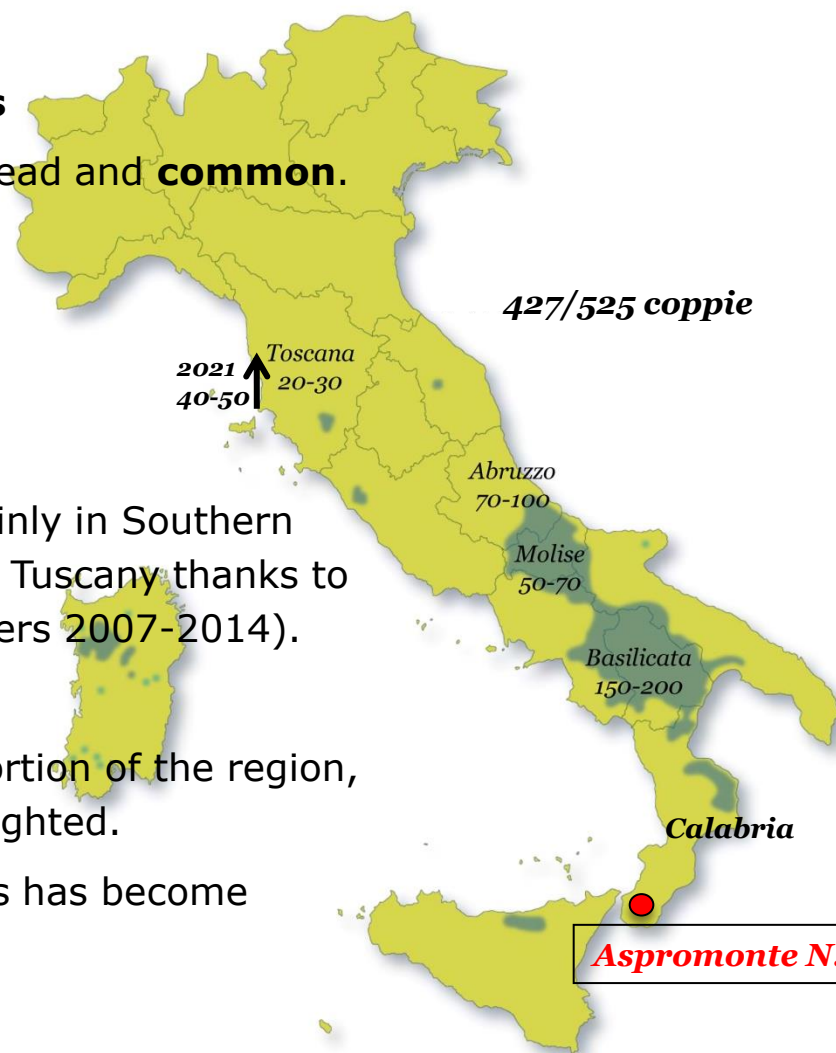 s
ead and common.
427/525 coppie
Toscana
20-30
2021
40-50
Abruzzo
70-100
inly in Southern
Molise
50-70
Tuscany thanks to
ers 2007-2014).
Basilicata
150-200
ortion of the region,
ghted.
Calabria
s has become
Aspromonte N.